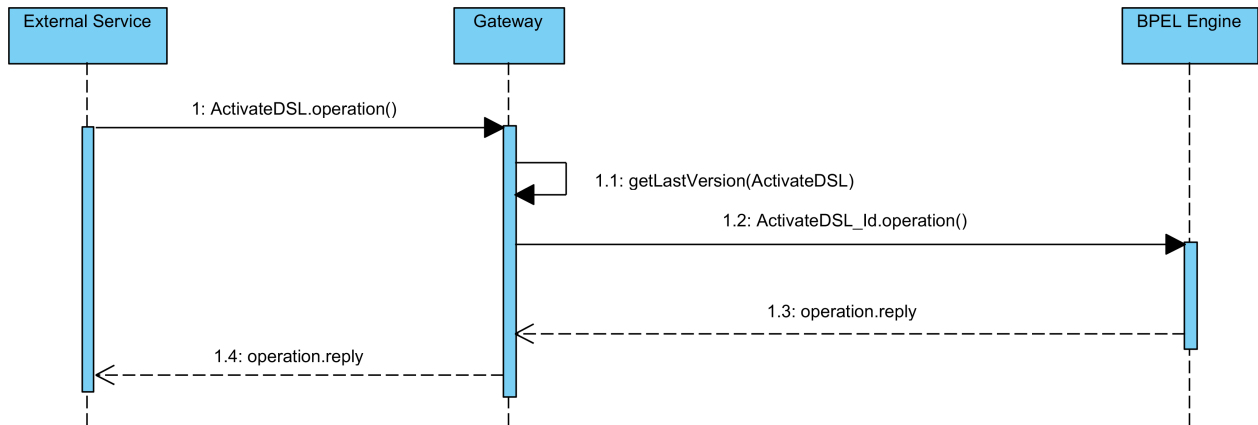 External Service
Gateway
BPEL Engine
1: ActivateDSL.operation()
1.1: getLastVersion(ActivateDSL)
1.2: ActivateDSL_Id.operation()
1.3: operation.reply
1.4: operation.reply